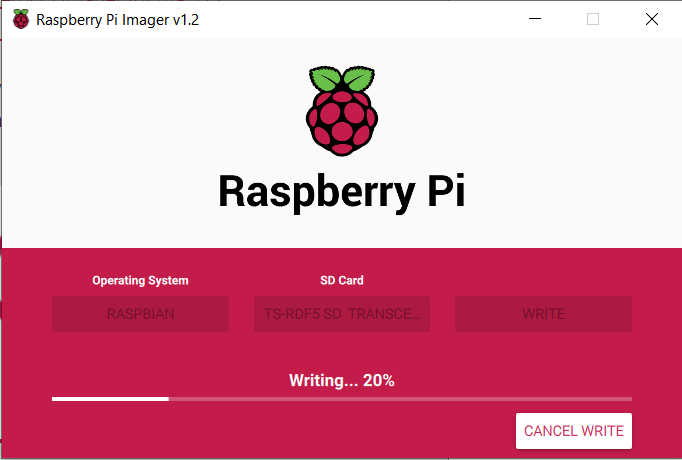 Raspberry Pi Imager v1.2
Raspberry Pi
Operating System SD Card
RASPBIAN TS-RDF5 SD TRANSCE... WRITE
Writing... 20%
CANCEL WRITE